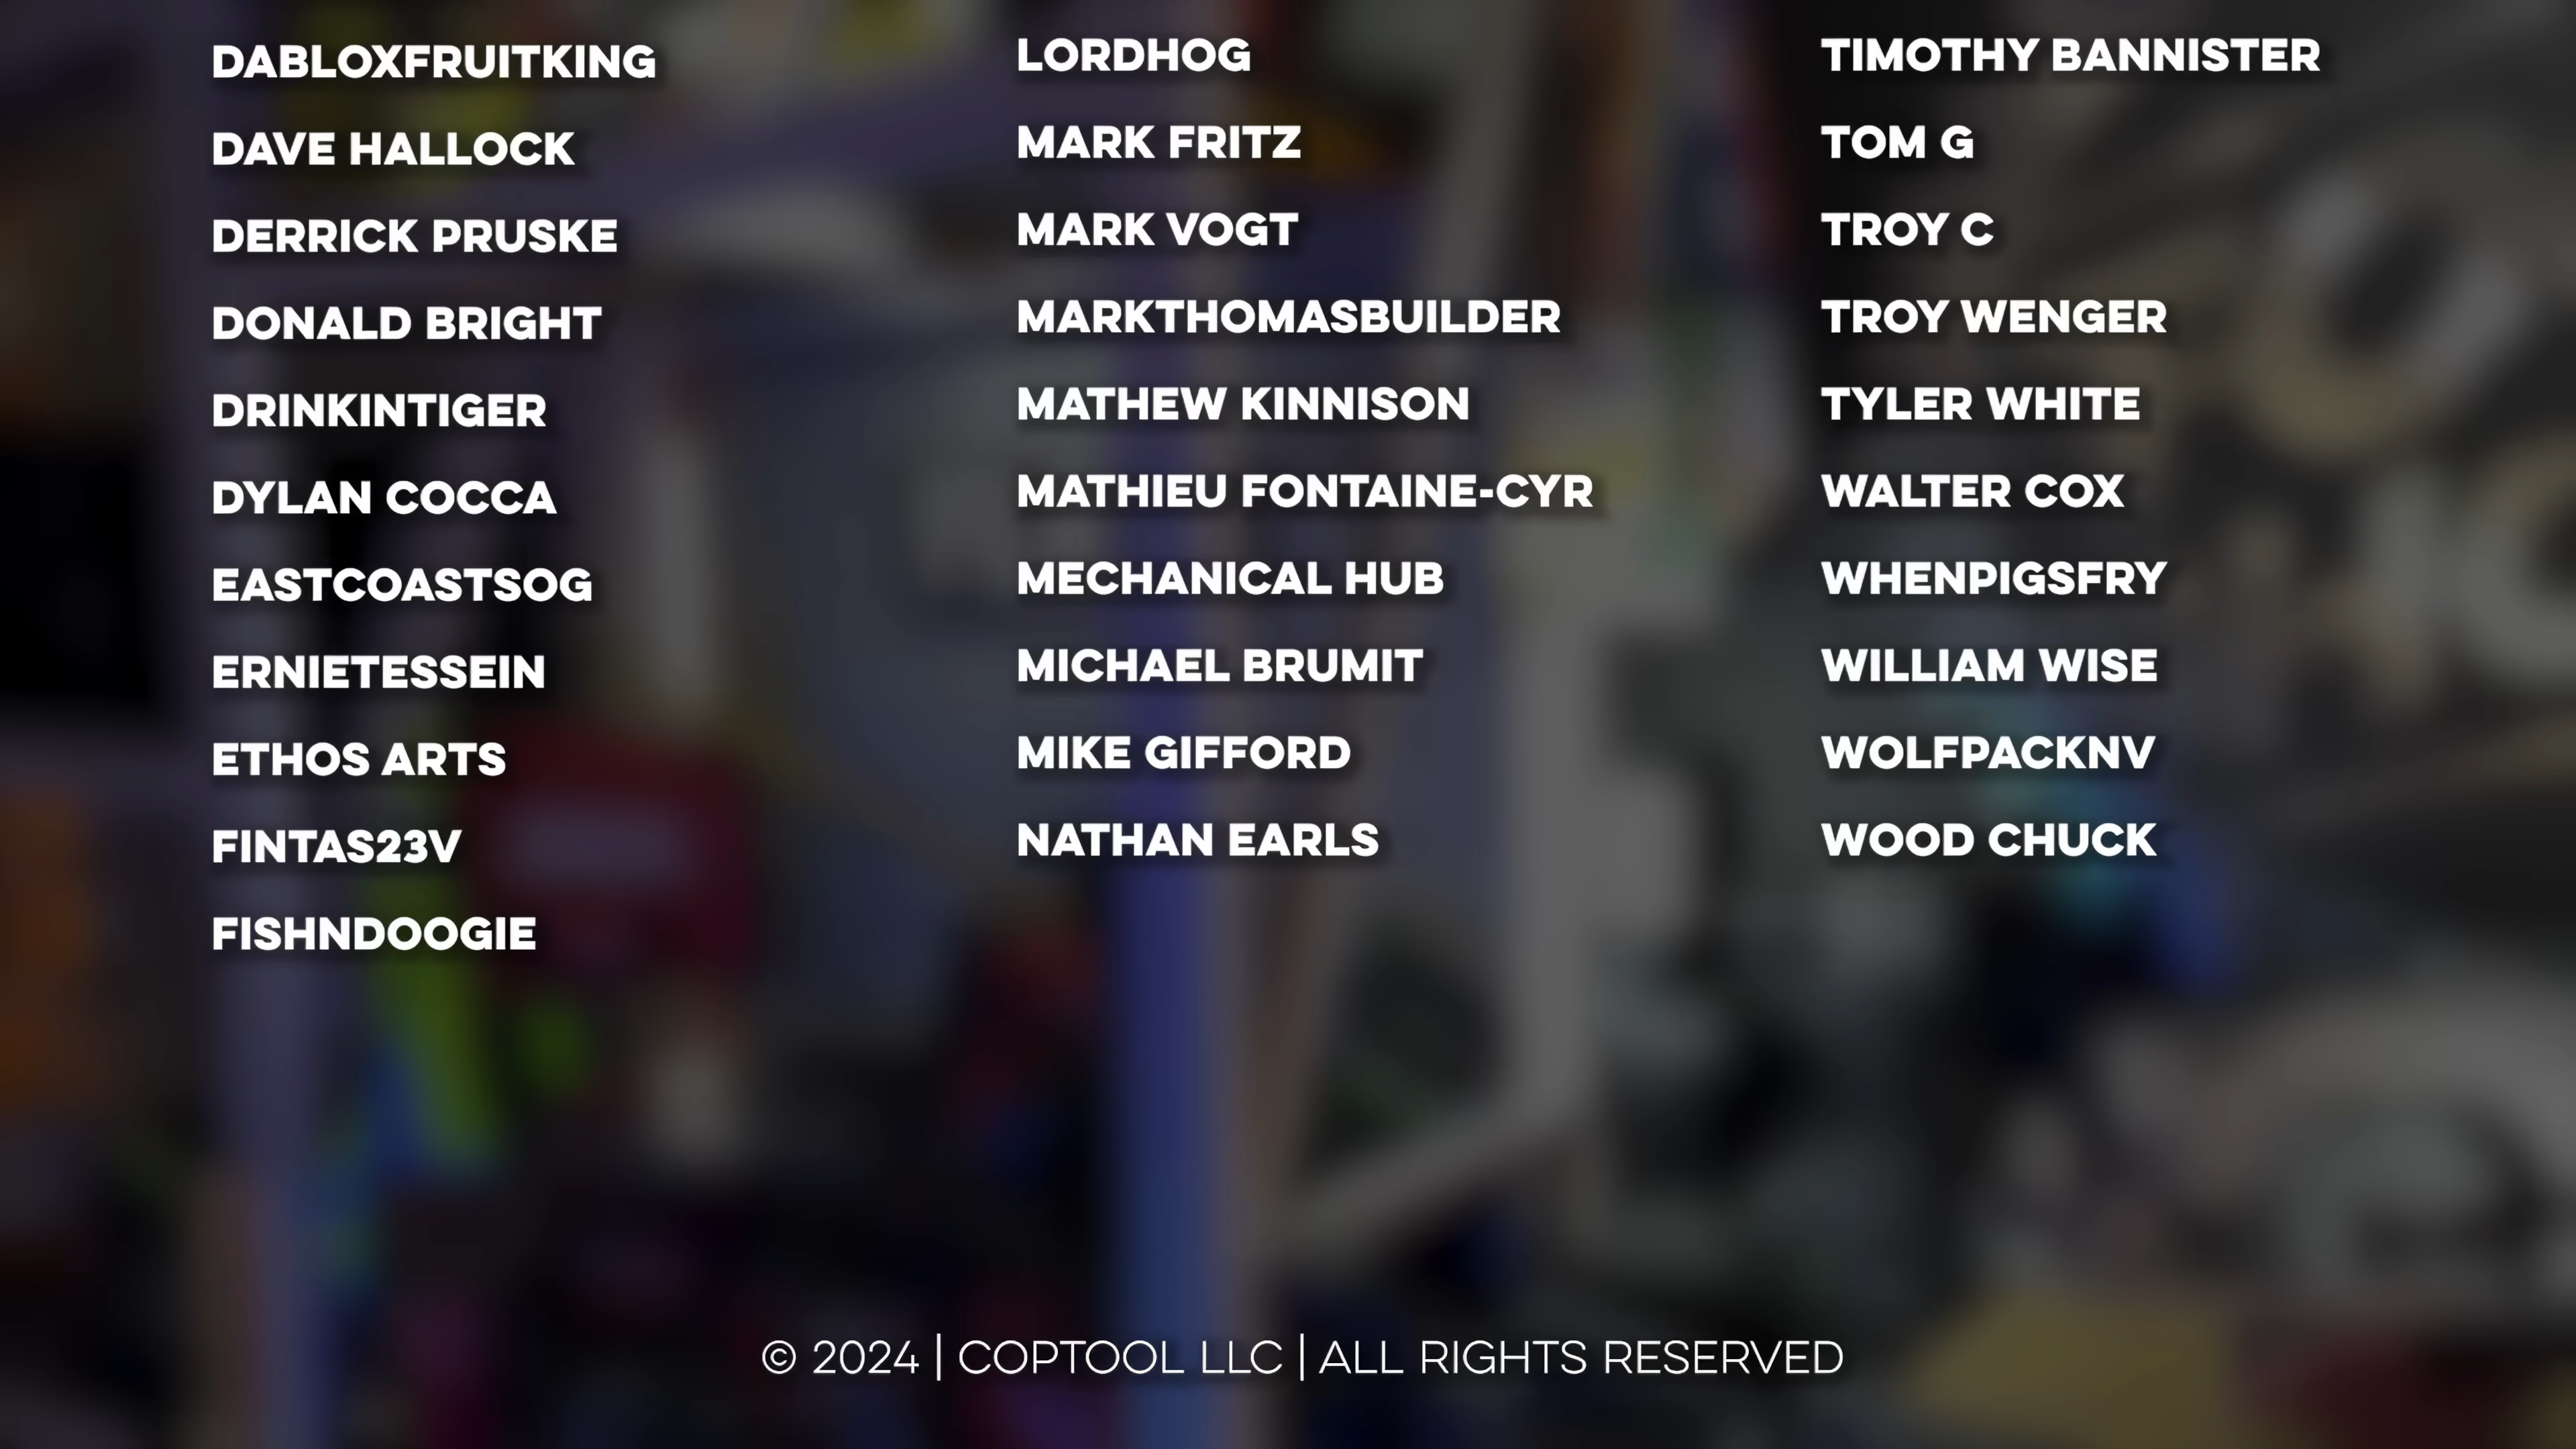 DABLOXFRUITKING
DAVE HALLOCK
DERRICK PRUSKE
DONALD BRIGHT
DRINKINTIGER
DYLAN COCCA
EASTCOASTSOG
ERNIETESSEIN
ETHOS ARTS
FINTAS23V
FISHNDOOGIE
LORDHOG
MARK FRITZ
MARK VOGT
MARKTHOMASBUILDER
MATHEW KINNISON
MATHIEU FONTAINE-CYR
MECHANICAL HUB
MICHAEL BRUMIT
MIKE GIFFORD
NATHAN EARLS
TIMOTHY BANNISTER
TOM G
TROY C
TROY WENGER
TYLER WHITE
WALTER COX
WHENPIGSFRY
WILLIAM WISE
WOLFPACKNV
WOOD CHUCK
© 2024 | COPTOOL LLC | ALL RIGHTS RESERVED